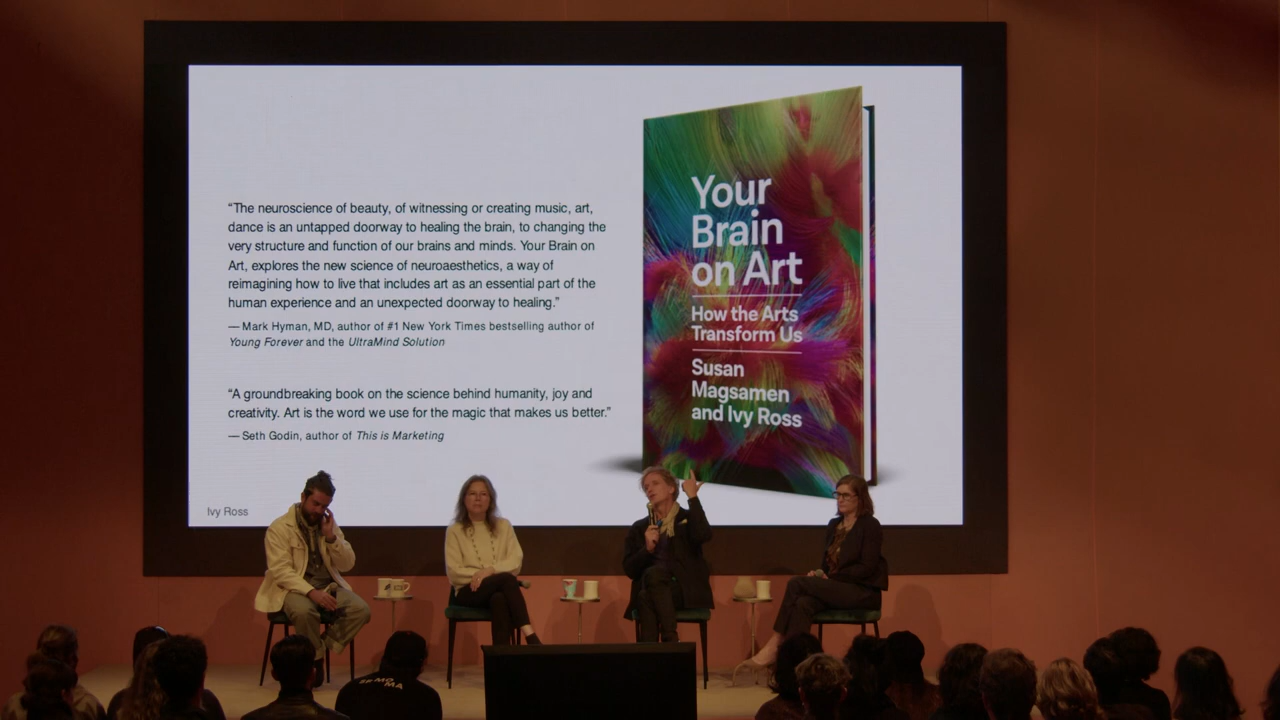 “The neuroscience of beauty, of witnessing or creating music, art,
dance is an untapped doorway to healing the brain, to changing the
very structure and function of our brains and minds. Your Brain on
Art, explores the new science of neuroaesthetics, a way of
reimagining how to live that includes art as an essential part of the
human experience and an unexpected doorway to healing.”
— Mark Hyman, MD, author of #1 New York Times bestselling author of
Young Forever and the UltraMind Solution
“A groundbreaking book on the science behind humanity, joy and
creativity. Art is the word we use for the magic that makes us better.”
— Seth Godin, author of This is Marketing
Ivy Ross
Your
Brain
on Art
How the Arts
Transform Us
Susan
Magsamen
and Ivy Ross